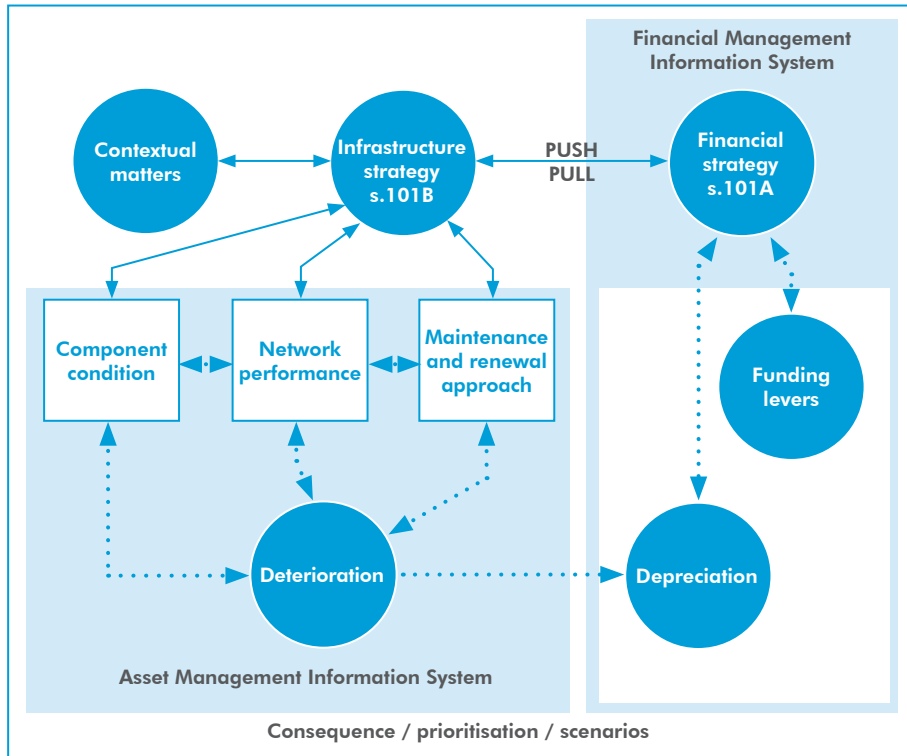 Financial Management
Information System
Contextual
matters
Infrastructure
strategy
s.101B
PUSH
PULL
Financial
strategy
s.101A
Component
condition
Network
performance
Maintenance
and renewal
approach
Funding
levers
Deterioration
Depreciation
Asset Management Information System
Consequence / prioritisation / scenarios